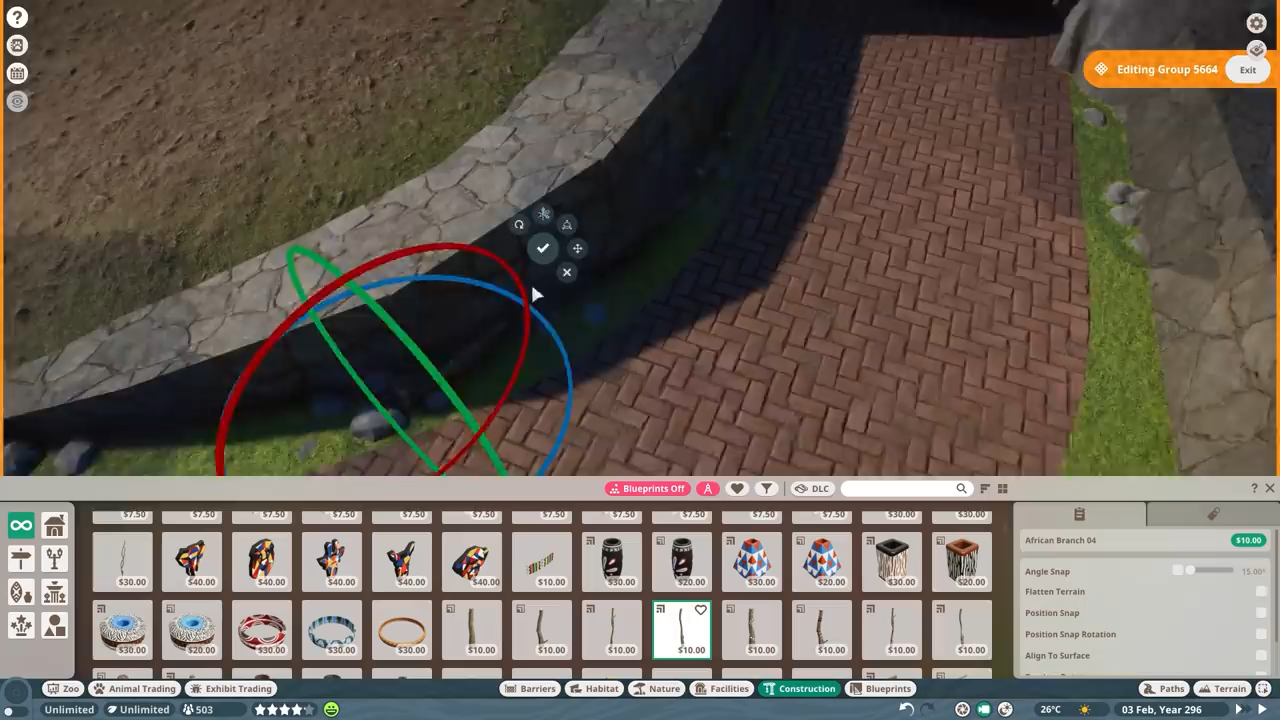 ?
Editing Group 5664
Exit
Blueprints Off
DLC
?
$7.50 $7.50 $7.50 $7.50 $7.50 $7.50 $7.50 $7.50 $7.50 $7.50 $7.50 $30.00 $30.00
$30.00 $40.00 $40.00 $40.00 $40.00 $40.00 $10.00 $30.00 $20.00 $30.00 $20.00 $30.00 $20.00
$30.00 $20.00 $30.00 $30.00 $30.00 $10.00 $10.00 $10.00 $10.00 $10.00 $10.00 $10.00 $10.00
African Branch 04 $10.00
Angle Snap 15.00°
Flatten Terrain
Position Snap
Position Snap Rotation
Align To Surface
Zoo Animal Trading Exhibit Trading Barriers Habitat Nature Facilities Construction Blueprints Paths Terrain
Unlimited Unlimited 503 26°C 03 Feb, Year 296